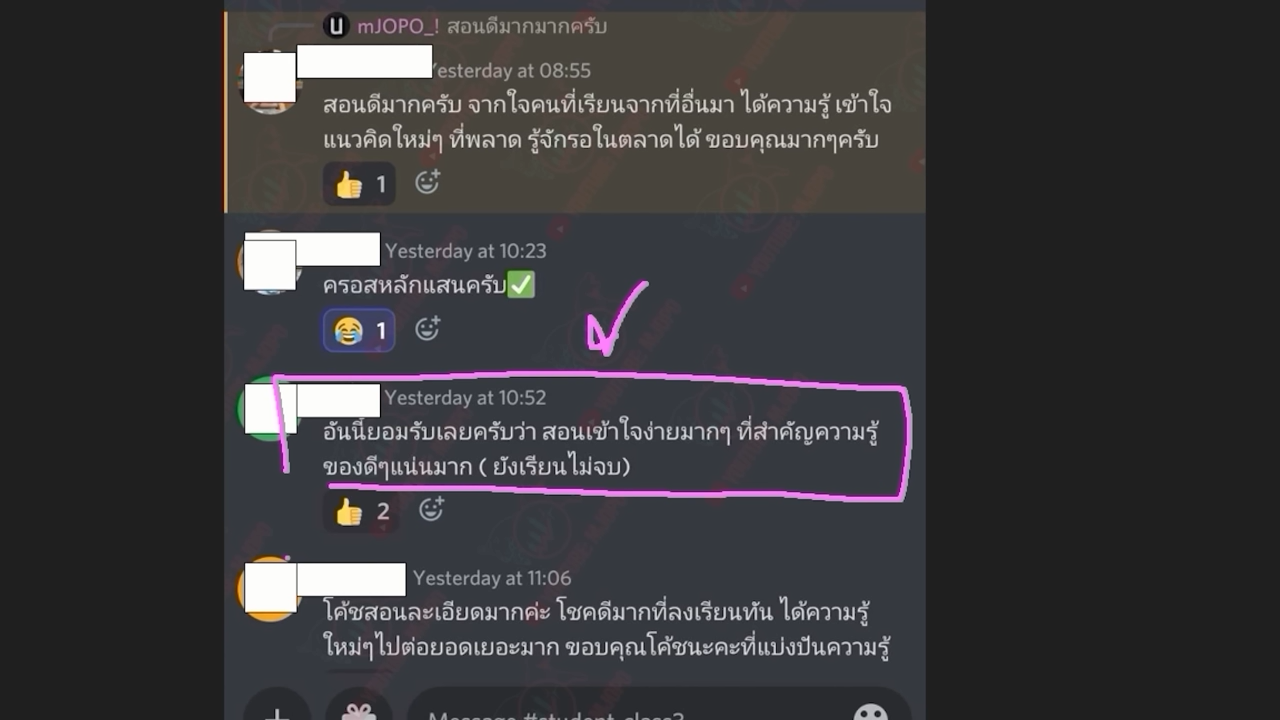 mJOPO_! สอนดีมากมากครับ
Yesterday at 08:55
สอนดีมากครับ จากใจคนที่เรียนจากที่อื่นมา ได้ความรู้ เข้าใจ
แนวคิดใหม่ๆ ที่พลาด รู้จักรอในตลาดได้ ขอบคุณมากๆครับ
1
Yesterday at 10:23
ครอสหลักแสนครับ
1
Yesterday at 10:52
อันนี้ยอมรับเลยครับว่า สอนเข้าใจง่ายมากๆ ที่สำคัญความรู้
ของดีๆแน่นมาก ( ยังเรียนไม่จบ)
2
Yesterday at 11:06
โค้ชสอนละเอียดมากค่ะ โชคดีมากที่ลงเรียนทัน ได้ความรู้
ใหม่ๆไปต่อยอดเยอะมาก ขอบคุณโค้ชนะคะที่แบ่งปันความรู้
Message #student